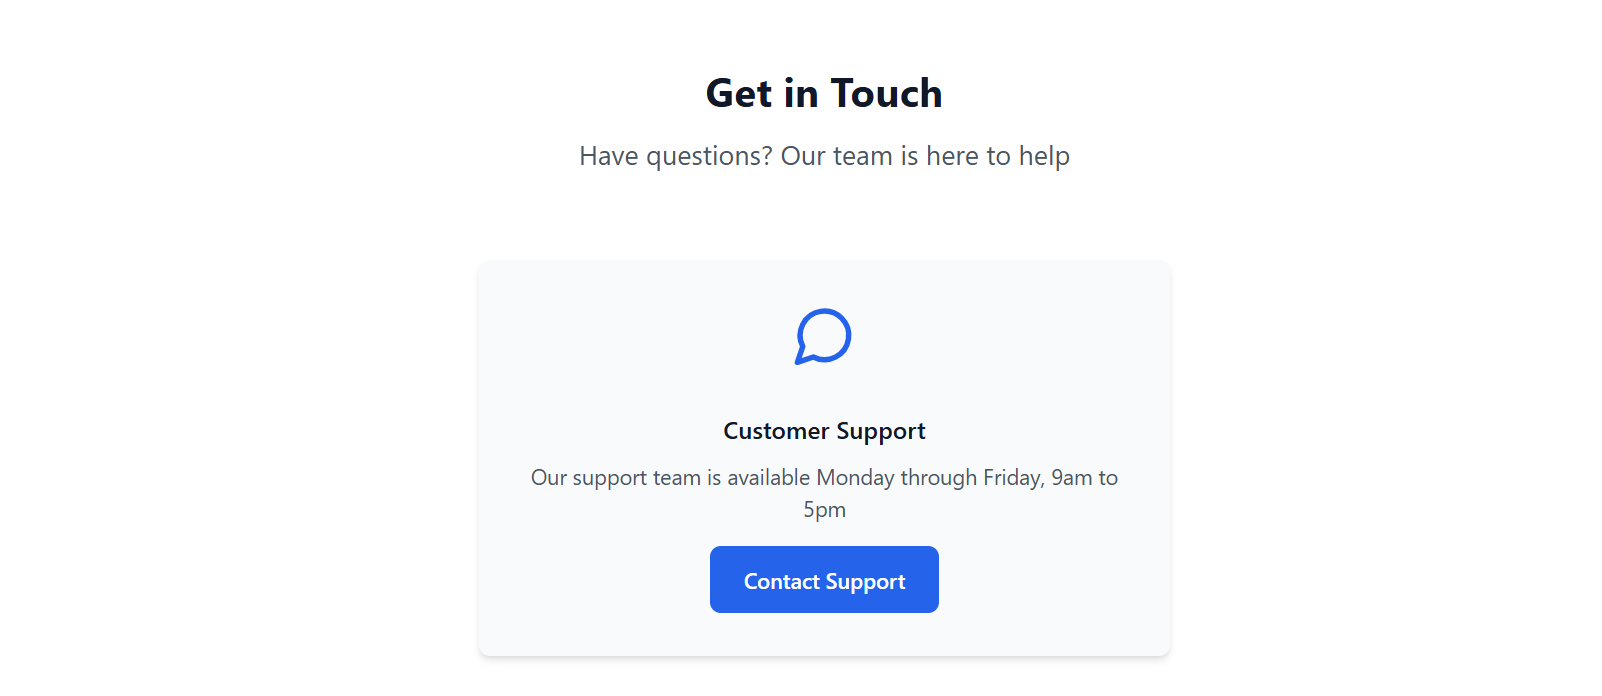 Get in Touch
Have questions? Our team is here to help
Customer Support
Our support team is available Monday through Friday, 9am to
5pm
Contact Support